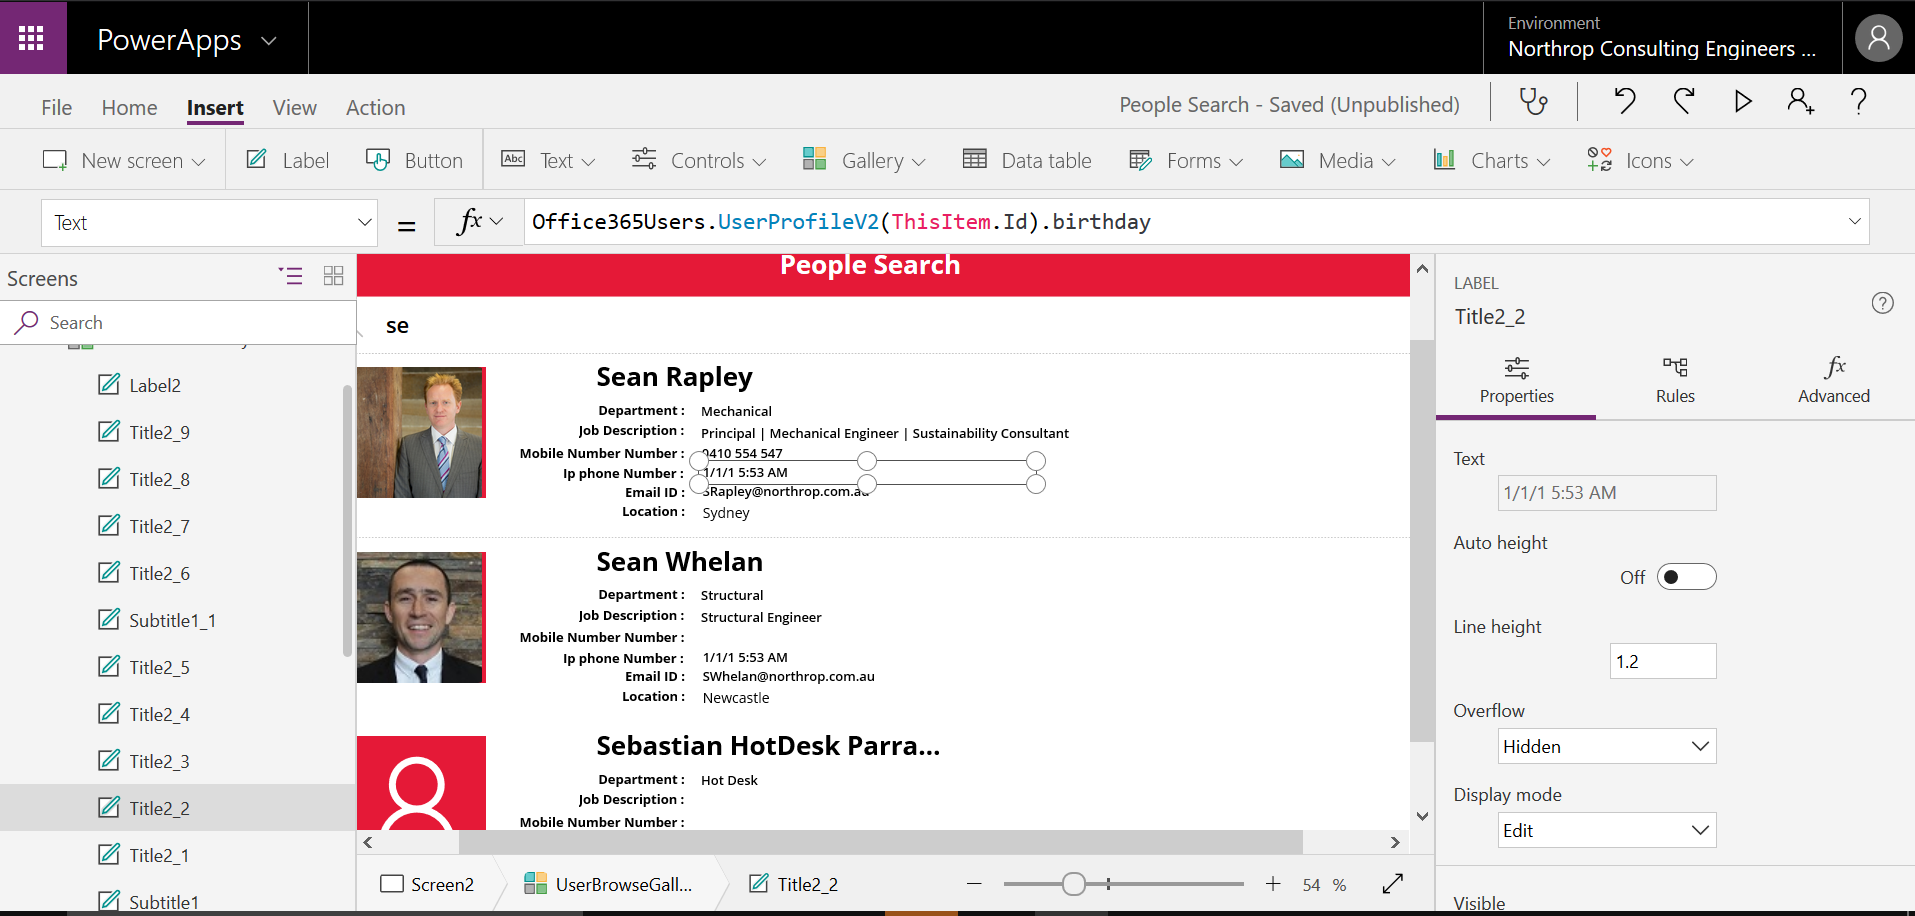 PowerApps
Environment
Northrop Consulting Engineers ...
File Home Insert View Action
People Search - Saved (Unpublished)
?
New screen Label Button Abc Text Controls Gallery Data table Forms Media Charts Icons
Text = fx Office365Users.UserProfileV2(ThisItem.Id).birthday
Screens
Search
Label2
Title2_9
Title2_8
Title2_7
Title2_6
Subtitle1_1
Title2_5
Title2_4
Title2_3
Title2_2
Title2_1
Subtitle1
People Search
se
Sean Rapley
Department : Mechanical
Job Description : Principal | Mechanical Engineer | Sustainability Consultant
Mobile Number Number : 0410 554 547
Ip phone Number : 1/1/1 5:53 AM
Email ID : SRapley@northrop.com.au
Location : Sydney
Sean Whelan
Department : Structural
Job Description : Structural Engineer
Mobile Number Number :
Ip phone Number : 1/1/1 5:53 AM
Email ID : SWhelan@northrop.com.au
Location : Newcastle
Sebastian HotDesk Parra...
Department : Hot Desk
Job Description :
Mobile Number Number :
Screen2 UserBrowseGall... Title2_2
54 %
LABEL
Title2_2
?
Properties
Rules
fx
Advanced
Text
1/1/1 5:53 AM
Auto height
Off
Line height
1.2
Overflow
Hidden
Display mode
Edit
Visible